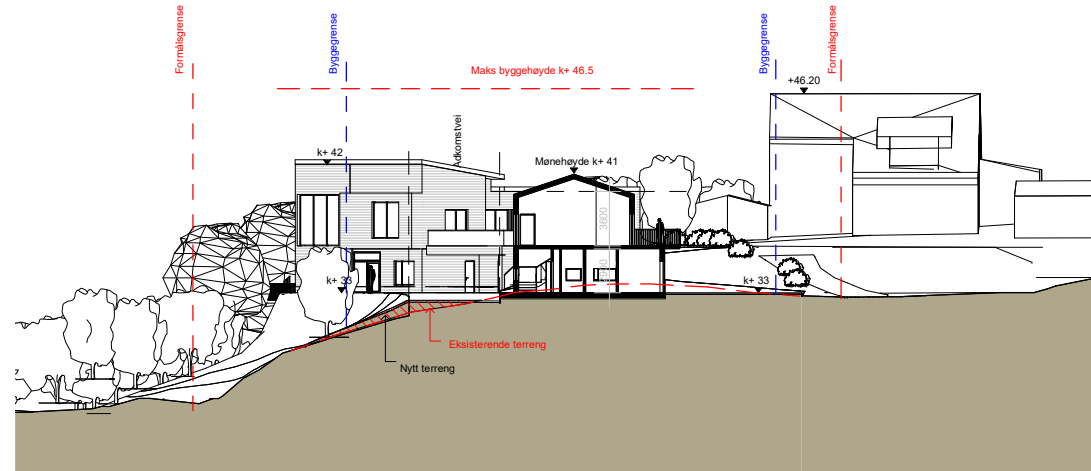 Formålsgrense
Byggegrense
Maks byggehøyde k+ 46.5
Byggegrense
Formålsgrense
+46.20
Adkomstvei
k+ 42
Mønehøyde k+ 41
3600
k+ 33
k+ 33
Eksisterende terreng
Nytt terreng